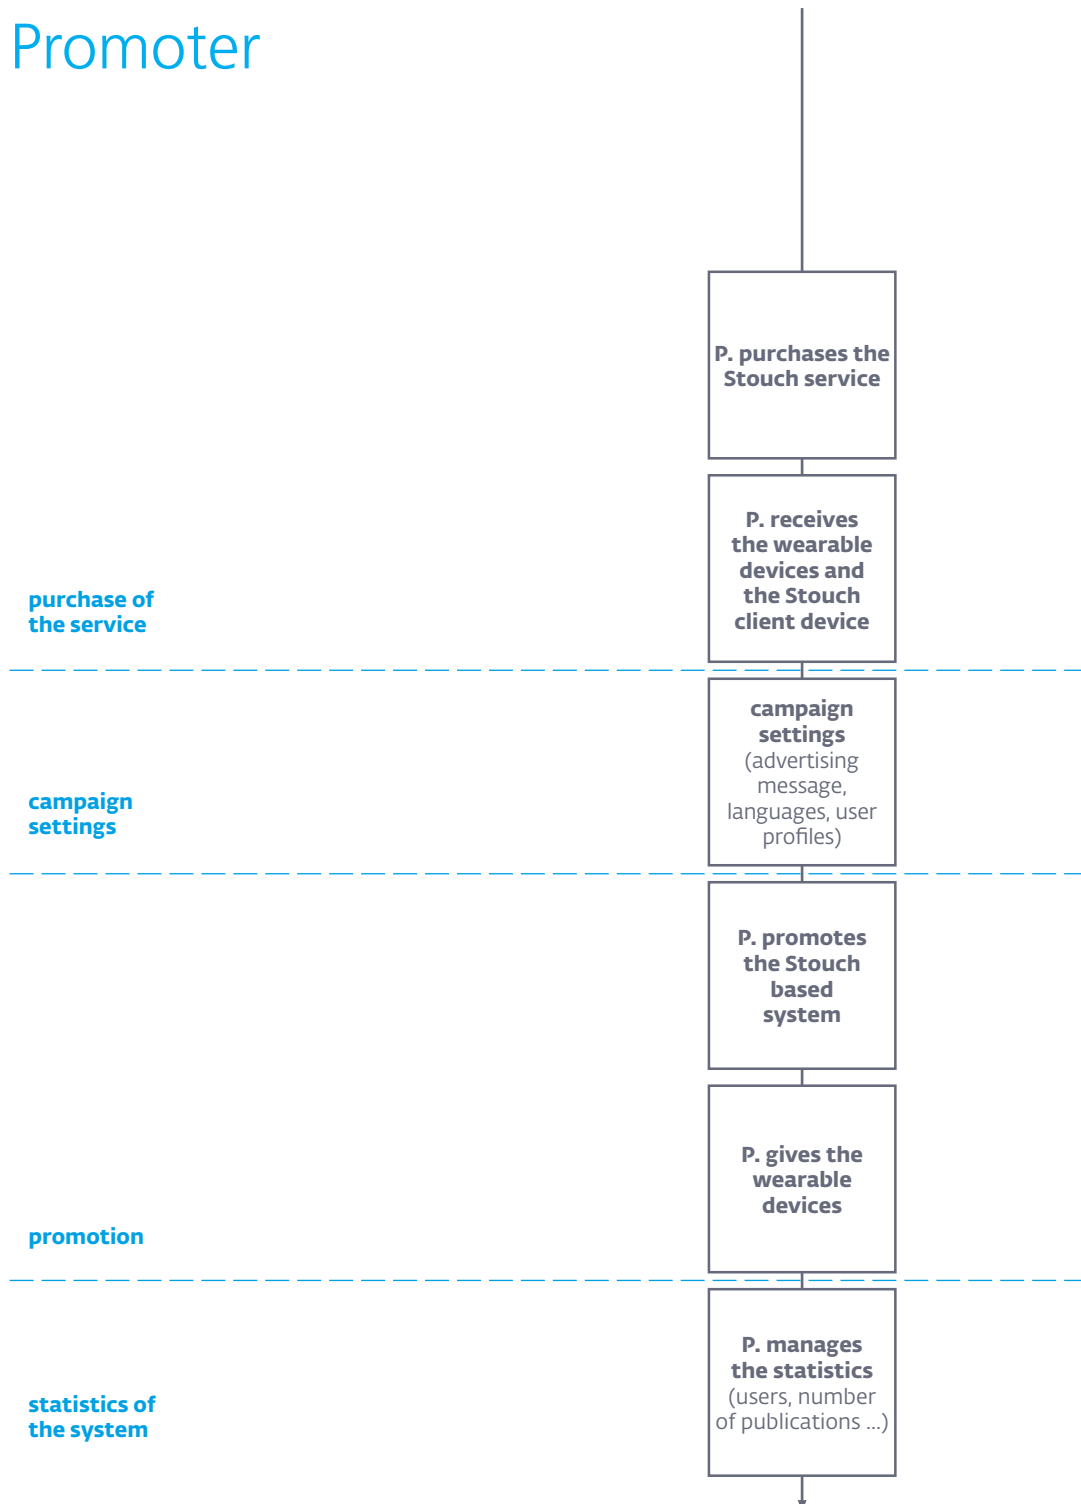 Promoter
P. purchases the
Stouch service
P. receives
the wearable
devices and
the Stouch
client device
purchase of
the service
campaign
settings
(advertising
message,
languages, user
profiles)
campaign
settings
P. promotes
the Stouch
based
system
P. gives the
wearable
devices
promotion
P. manages
the statistics
(users, number
of publications ...)
statistics of
the system